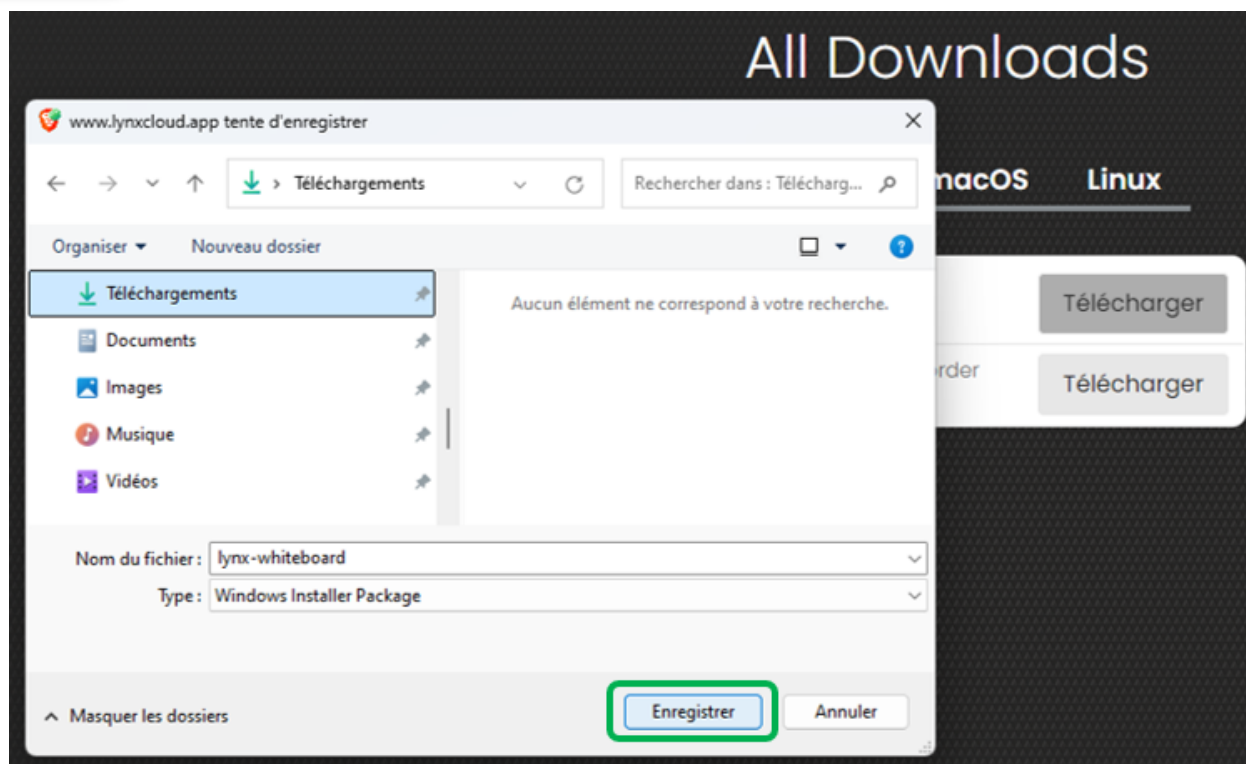 All Downloads
www.lynxcloud.app tente d'enregistrer
Téléchargements
Rechercher dans : Télécharg...
macOS
Linux
Organiser
Nouveau dossier
?
Téléchargements
Documents
Images
Musique
Vidéos
Aucun élément ne correspond à votre recherche.
Télécharger
Télécharger
Nom du fichier : lynx-whiteboard
Type : Windows Installer Package
Masquer les dossiers
Enregistrer
Annuler